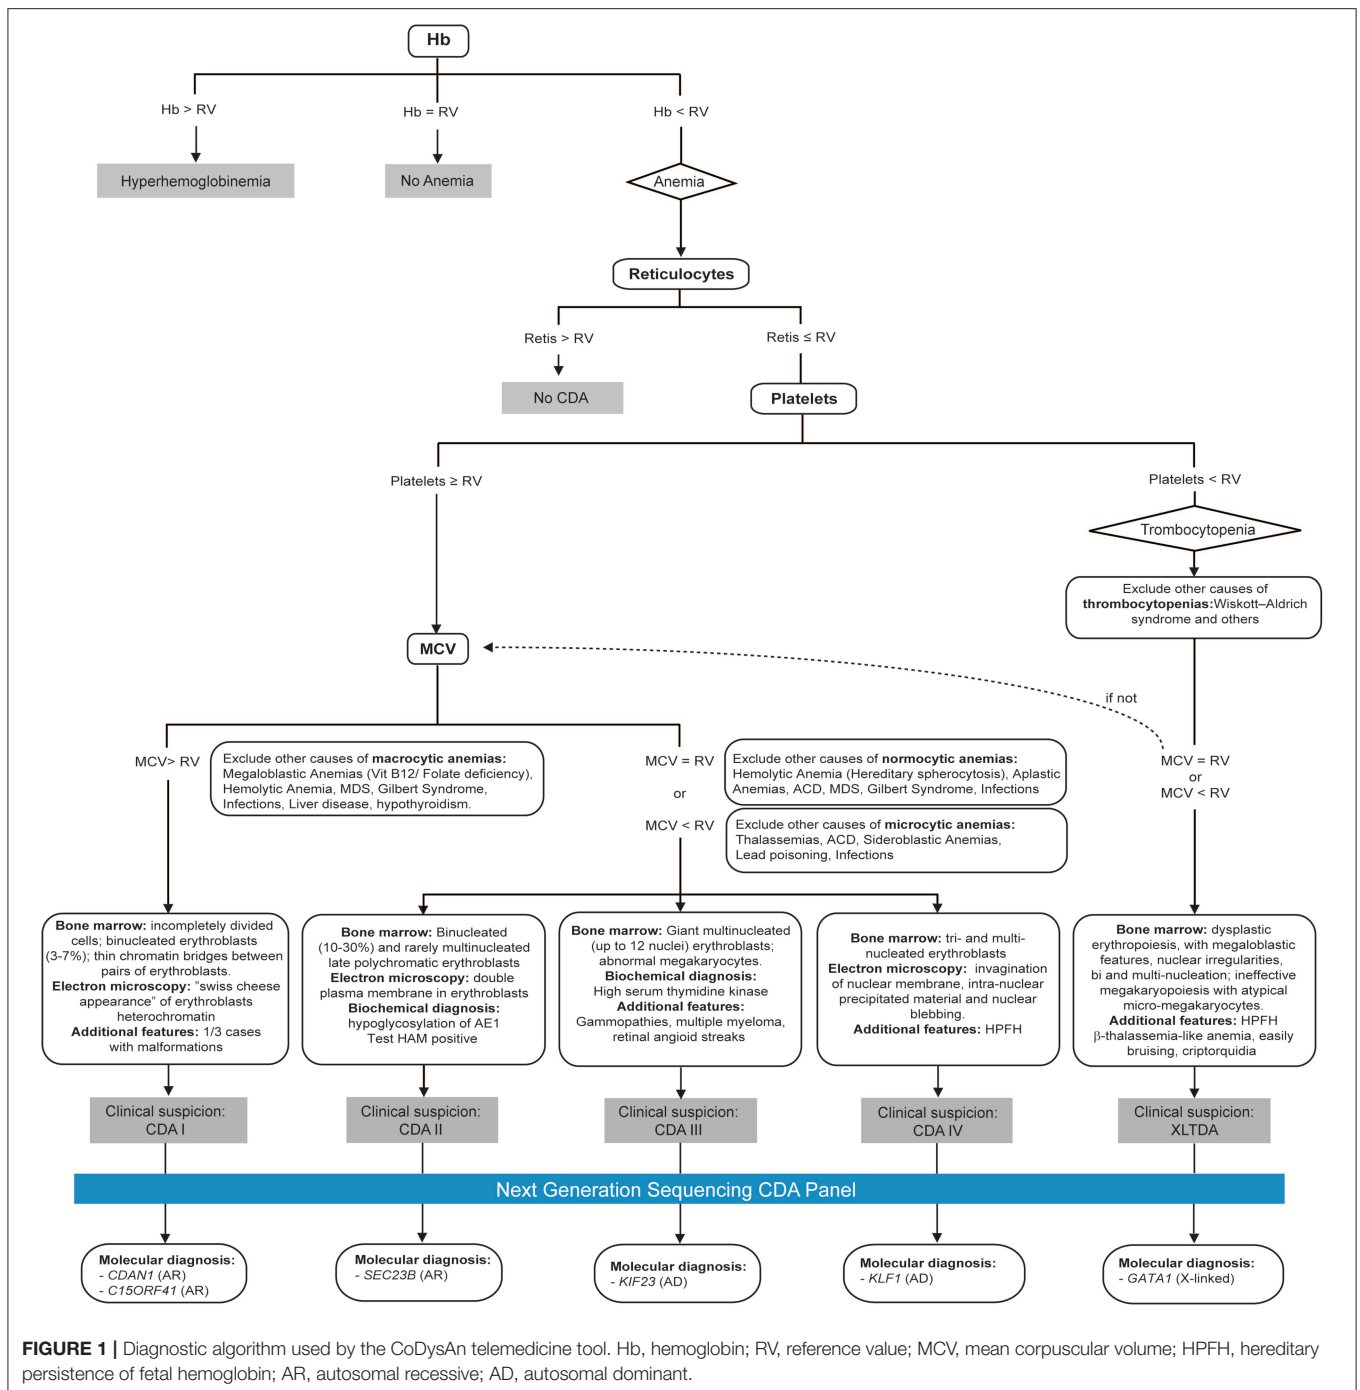 Hb
Hb > RV
Hb = RV
Hb < RV
Hyperhemoglobinemia
No Anemia
Anemia
Reticulocytes
Retis > RV
Retis ≤ RV
No CDA
Platelets
Platelets ≥ RV
Platelets < RV
Trombocytopenia
Exclude other causes of
thrombocytopenias:Wiskott–Aldrich
syndrome and others
MCV
if not
MCV> RV
Exclude other causes of macrocytic anemias:
Megaloblastic Anemias (Vit B12/ Folate deficiency),
Hemolytic Anemia, MDS, Gilbert Syndrome,
Infections, Liver disease, hypothyroidism.
MCV = RV
or
MCV < RV
Exclude other causes of normocytic anemias:
Hemolytic Anemia (Hereditary spherocytosis), Aplastic
Anemias, ACD, MDS, Gilbert Syndrome, Infections
Exclude other causes of microcytic anemias:
Thalassemias, ACD, Sideroblastic Anemias,
Lead poisoning, Infections
MCV = RV
or
MCV < RV
Bone marrow: incompletely divided
cells; binucleated erythroblasts
(3-7%); thin chromatin bridges between
pairs of erythroblasts.
Electron microscopy: "swiss cheese
appearance" of erythroblasts
heterochromatin
Additional features: 1/3 cases
with malformations
Bone marrow: Binucleated
(10-30%) and rarely multinucleated
late polychromatic erythroblasts
Electron microscopy: double
plasma membrane in erythroblasts
Biochemical diagnosis:
hypoglycosylation of AE1
Test HAM positive
Bone marrow: Giant multinucleated
(up to 12 nuclei) erythroblasts;
abnormal megakaryocytes.
Biochemical diagnosis:
High serum thymidine kinase
Additional features:
Gammopathies, multiple myeloma,
retinal angioid streaks
Bone marrow: tri- and multi-
nucleated erythroblasts
Electron microscopy: invagination
of nuclear membrane, intra-nuclear
precipitated material and nuclear
blebbing.
Additional features: HPFH
Bone marrow: dysplastic
erythropoiesis, with megaloblastic
features, nuclear irregularities,
bi and multi-nucleation; ineffective
megakaryopoiesis with atypical
micro-megakaryocytes.
Additional features: HPFH
β-thalassemia-like anemia, easily
bruising, criptorquidia
Clinical suspicion:
CDA I
Clinical suspicion:
CDA II
Clinical suspicion:
CDA III
Clinical suspicion:
CDA IV
Clinical suspicion:
XLTDA
Next Generation Sequencing CDA Panel
Molecular diagnosis:
- CDAN1 (AR)
- C15ORF41 (AR)
Molecular diagnosis:
- SEC23B (AR)
Molecular diagnosis:
- KIF23 (AD)
Molecular diagnosis:
- KLF1 (AD)
Molecular diagnosis:
- GATA1 (X-linked)
FIGURE 1 | Diagnostic algorithm used by the CoDysAn telemedicine tool. Hb, hemoglobin; RV, reference value; MCV, mean corpuscular volume; HPFH, hereditary
persistence of fetal hemoglobin; AR, autosomal recessive; AD, autosomal dominant.